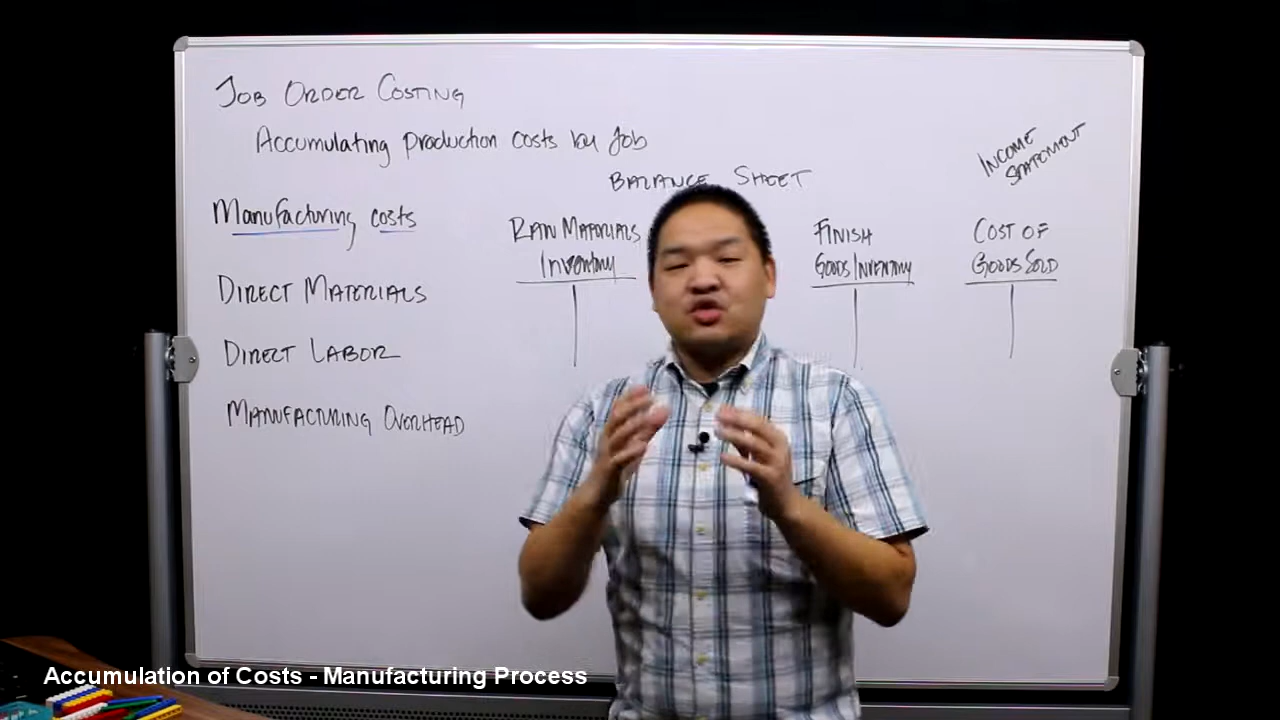 JOB ORDER COSTING
Accumulating production costs by Job
INCOME
STATEMENT
BALANCE SHEET
Manufacturing costs
RAW MATERIALS
Inventory
FINISH
GOODS INVENTORY
COST OF
GOODS SOLD
DIRECT MATERIALS
DIRECT LABOR
MANUFACTURING OVERHEAD
Accumulation of Costs - Manufacturing Process